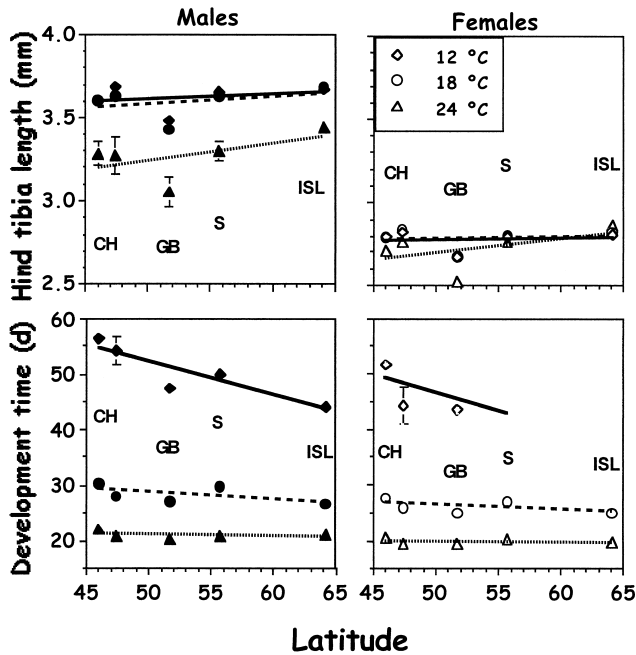 Males Females
Hind tibia length (mm)
4.0
3.5
3.0
2.5
CH
GB
S
ISL
12 °C
18 °C
24 °C
CH
GB
S
ISL
Development time (d)
60
50
40
30
20
CH
GB
S
ISL
CH
GB
S
ISL
45 50 55 60 65 45 50 55 60 65
Latitude